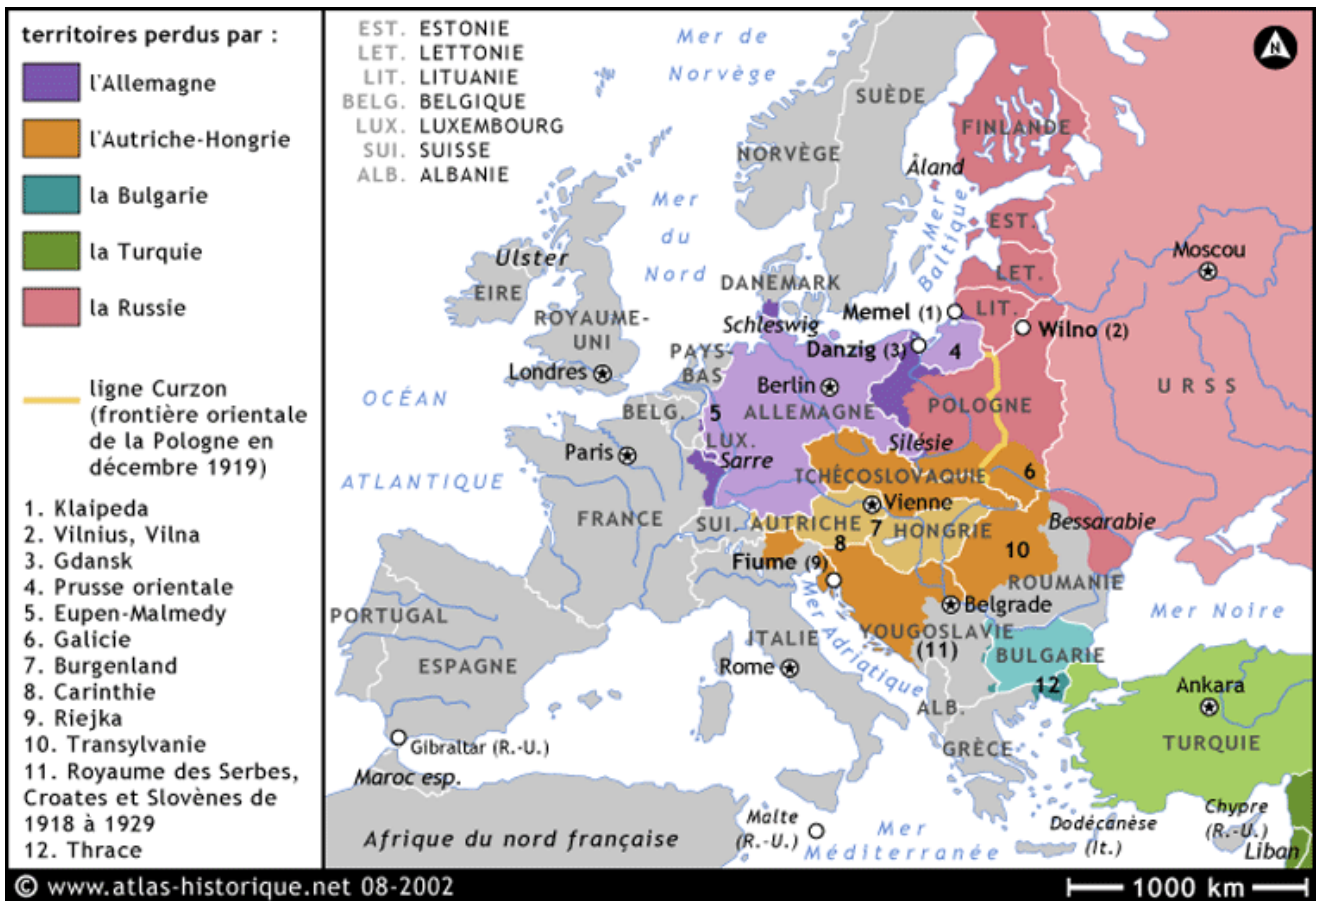 territoires perdus par :
l'Allemagne
l'Autriche-Hongrie
la Bulgarie
la Turquie
la Russie
ligne Curzon
(frontière orientale
de la Pologne en
décembre 1919)
1. Klaipeda
2. Vilnius, Vilna
3. Gdansk
4. Prusse orientale
5. Eupen-Malmedy
6. Galicie
7. Burgenland
8. Carinthie
9. Riejka
10. Transylvanie
11. Royaume des Serbes,
Croates et Slovènes de
1918 à 1929
12. Thrace
EST. ESTONIE
LET. LETTONIE
LIT. LITUANIE
BELG. BELGIQUE
LUX. LUXEMBOURG
SUI. SUISSE
ALB. ALBANIE
Mer de
Norvège
SUÈDE
FINLANDE
NORVÈGE
Åland
Mer
du
Nord
Mer
Baltique
EST.
Moscou
Ulster
EIRE
DANEMARK
LET.
ROYAUME-
UNI
Schleswig
Memel (1)
LIT.
Wilno (2)
PAYS-
BAS
Danzig (3)
4
Londres
Berlin
URSS
OCÉAN
BELG.
5
ALLEMAGNE
POLOGNE
LUX.
Silésie
Paris
Sarre
ATLANTIQUE
TCHÉCOSLOVAQUIE
6
Vienne
FRANCE
SUI.
AUTRICHE
7
HONGRIE
Bessarabie
8
10
Fiume (9)
ROUMANIE
Belgrade
Mer Noire
PORTUGAL
Mer Adriatique
ITALIE
YOUGOSLAVIE
(11)
BULGARIE
ESPAGNE
Rome
12
Ankara
ALB.
Gibraltar (R.-U.)
GRÈCE
TURQUIE
Maroc esp.
Malte
(R.-U.)
Mer
Méditerranée
Dodécanèse
(It.)
Chypre
(R.-U.)
Afrique du nord française
Liban
N
© www.atlas-historique.net 08-2002
1000 km